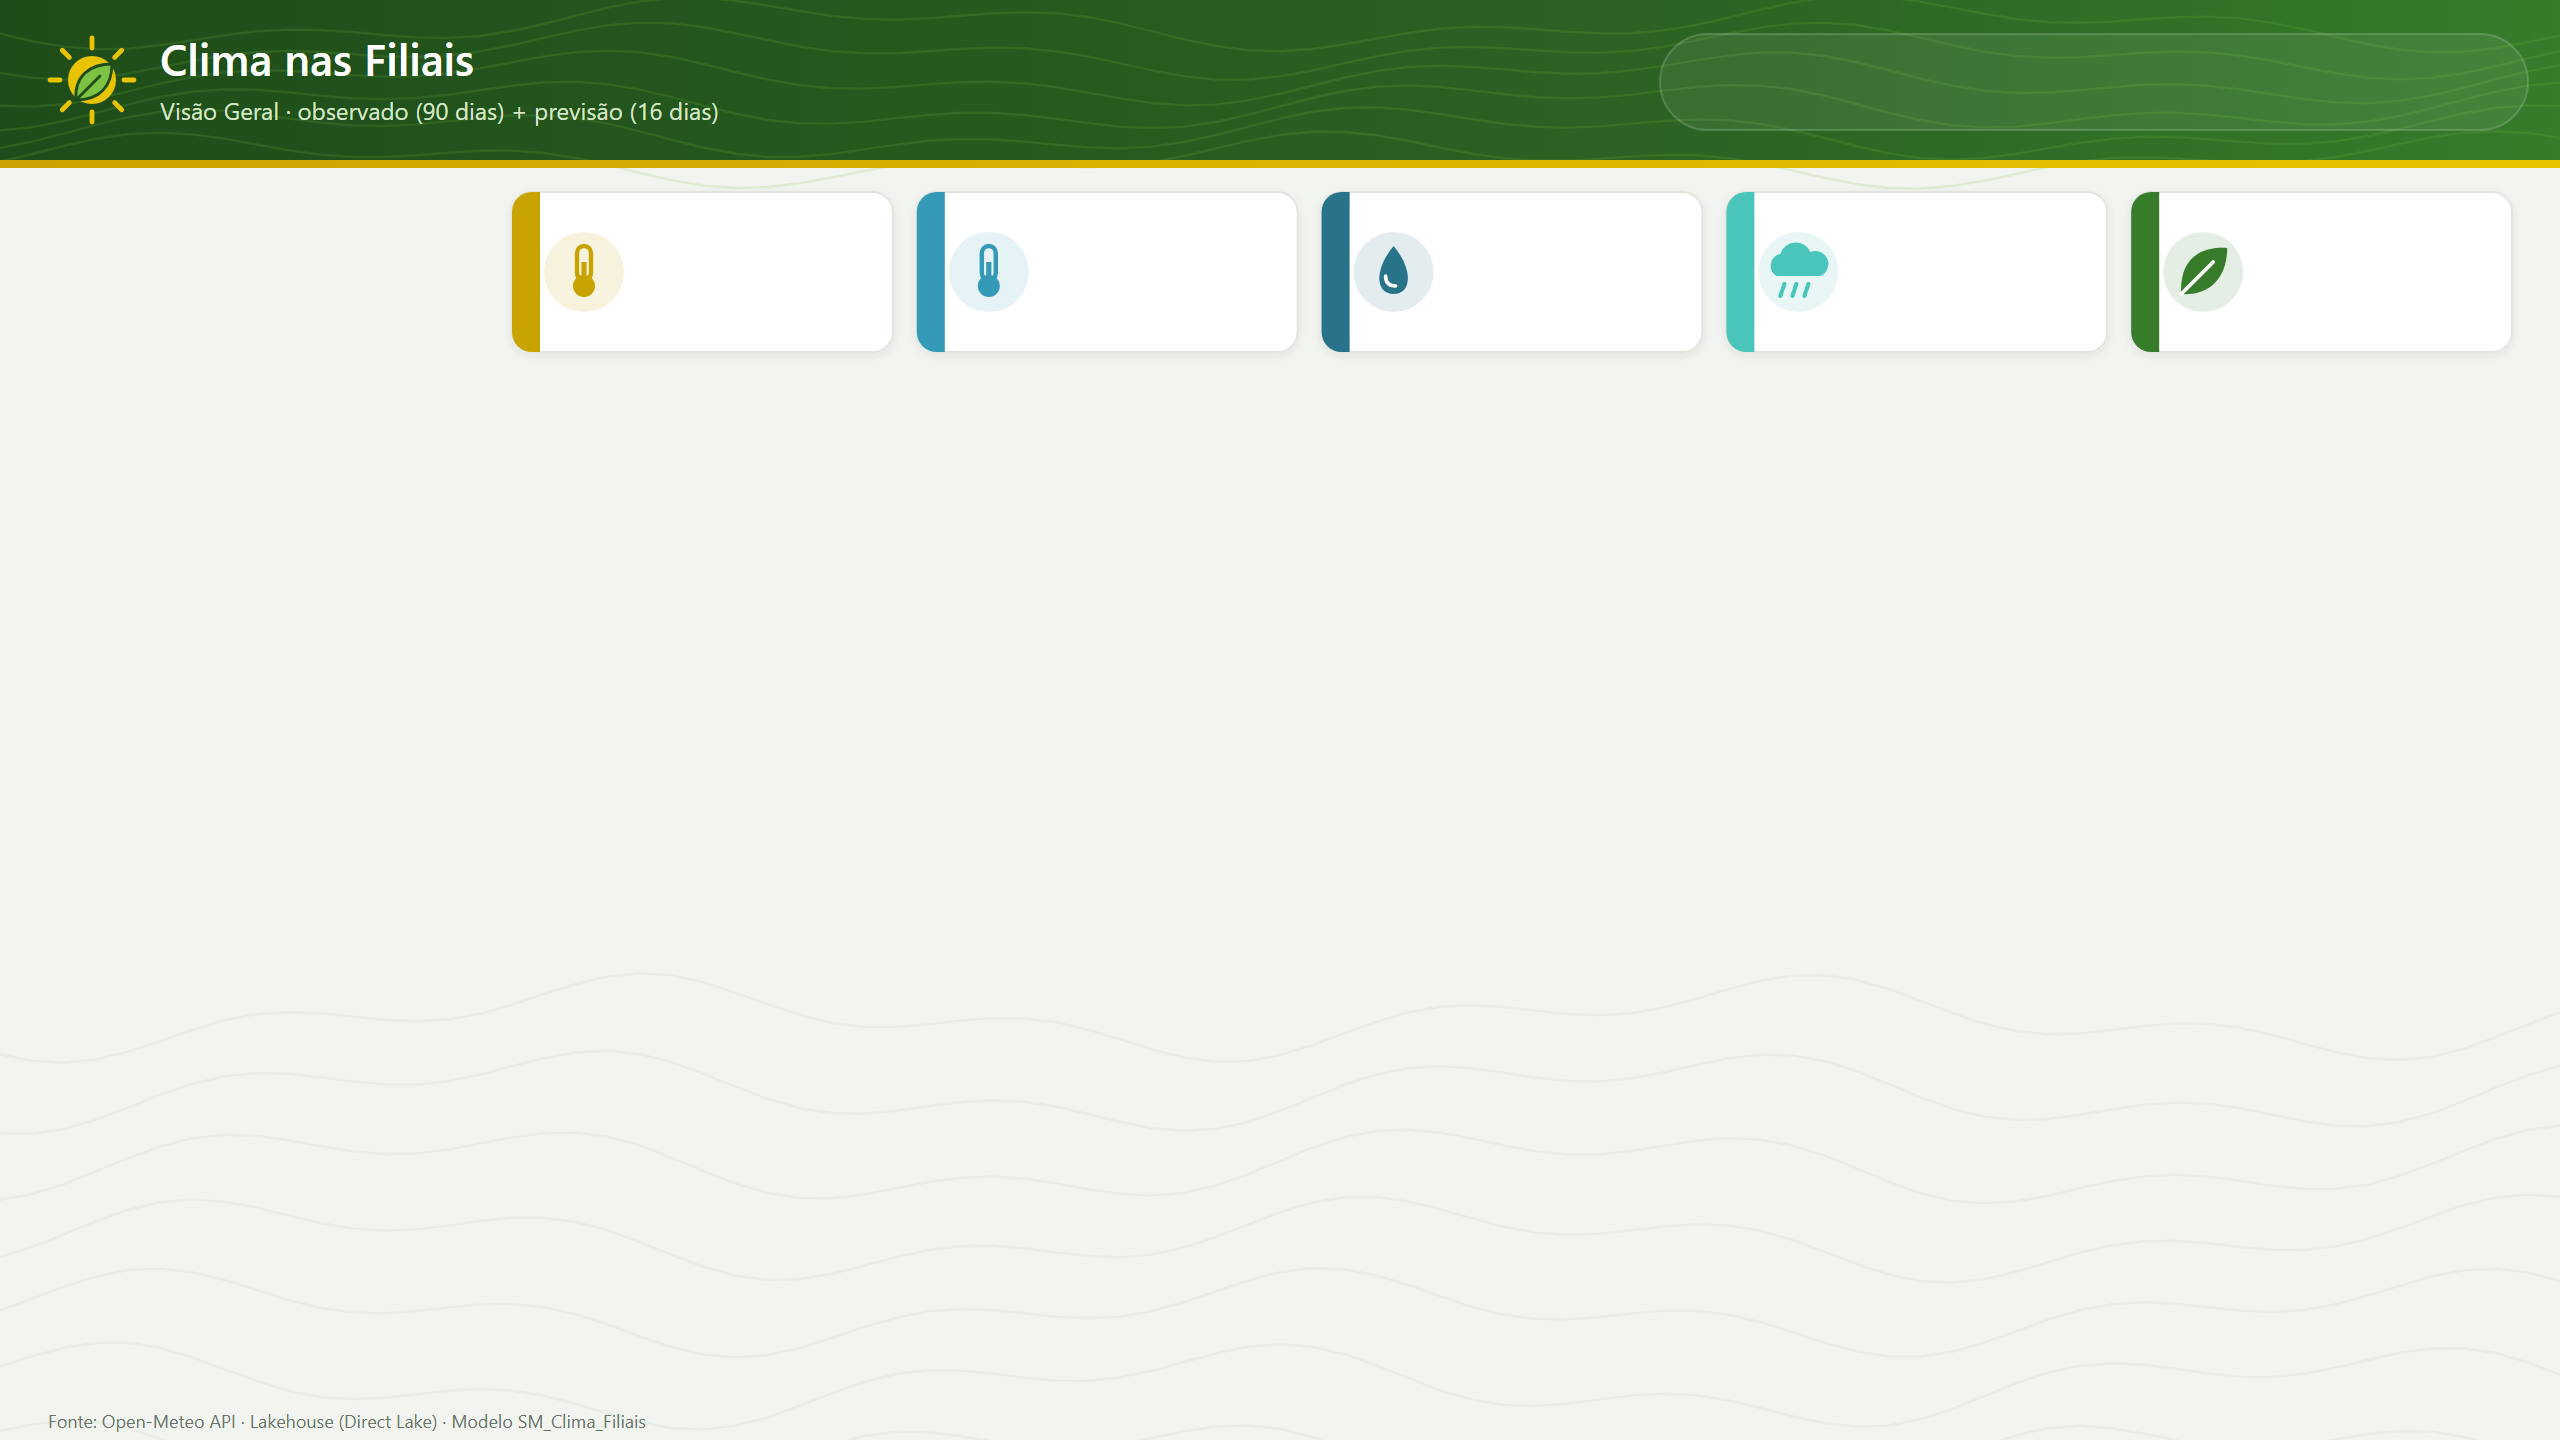 Clima nas Filiais
Visão Geral · observado (90 dias) + previsão (16 dias)
Fonte: Open-Meteo API · Lakehouse (Direct Lake) · Modelo SM_Clima_Filiais